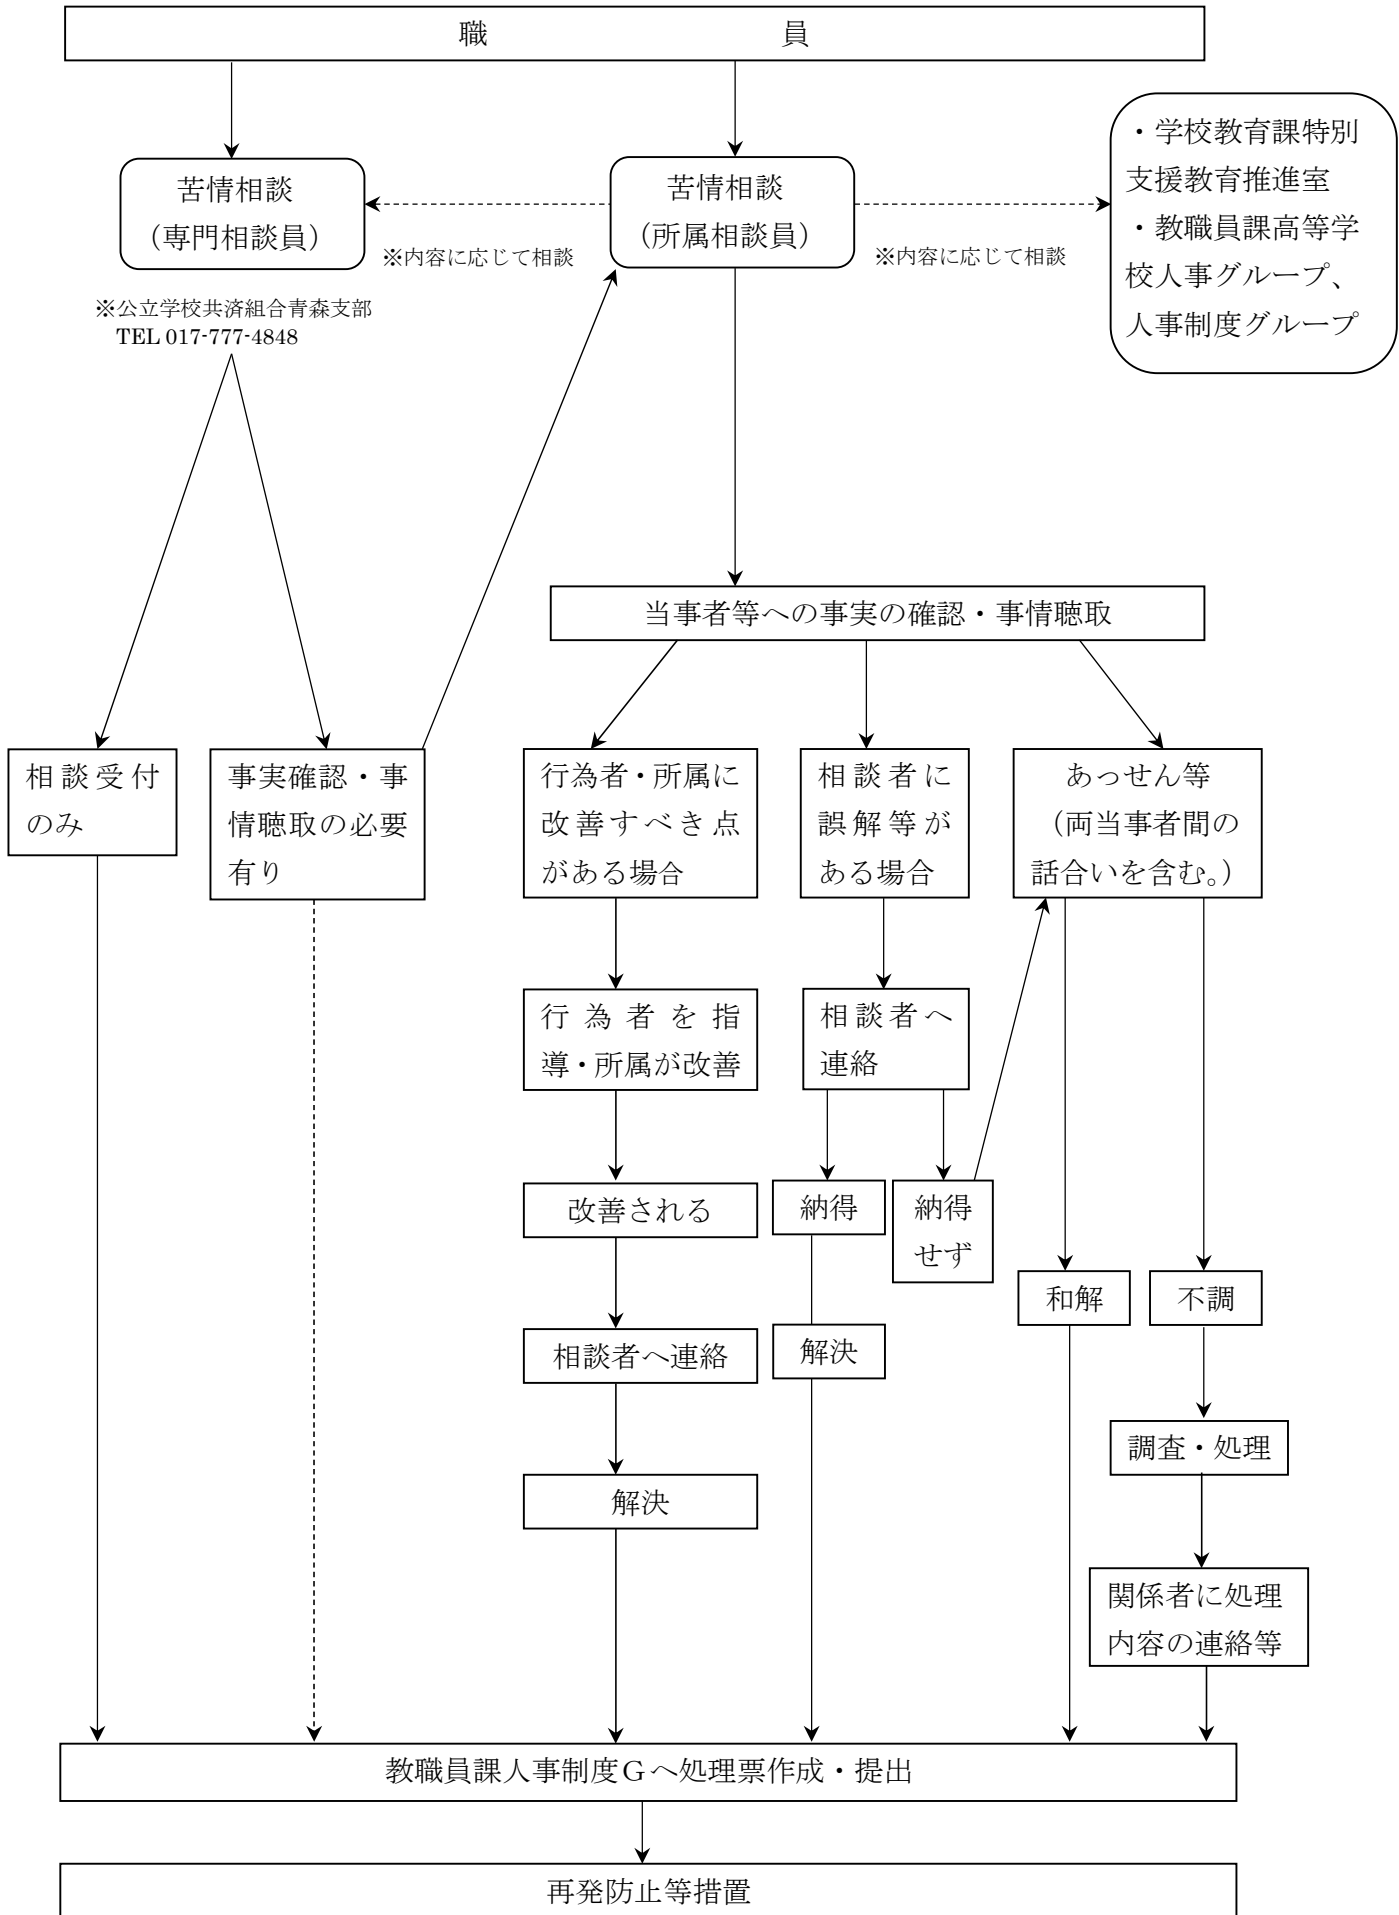 職員
苦情相談
（専門相談員）
苦情相談
（所属相談員）
・学校教育課特別
支援教育推進室
・教職員課高等学
校人事グループ、
人事制度グループ
※内容に応じて相談
※内容に応じて相談
※公立学校共済組合青森支部
TEL 017-777-4848
当事者等への事実の確認・事情聴取
相談受付
のみ
事実確認・事
情聴取の必要
有り
行為者・所属に
改善すべき点
がある場合
相談者に
誤解等が
ある場合
あっせん等
（両当事者間の
話合いを含む。）
行為者を指
導・所属が改善
相談者へ
連絡
改善される
納得
納得
せず
和解
不調
相談者へ連絡
解決
調査・処理
解決
関係者に処理
内容の連絡等
教職員課人事制度Ｇへ処理票作成・提出
再発防止等措置